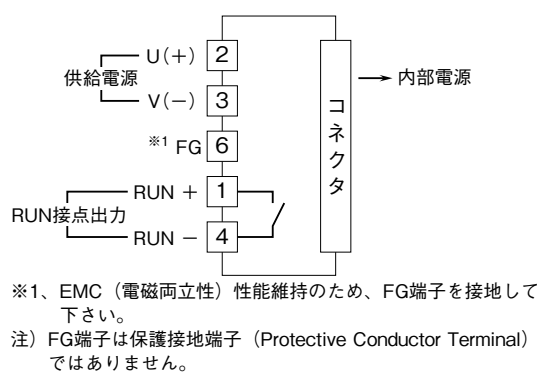 U(+) 2
供給電源
V(−) 3
コネクタ
内部電源
※1 FG 6
RUN + 1
RUN接点出力
RUN − 4
※1、EMC（電磁両立性）性能維持のため、FG端子を接地して
下さい。
注）FG端子は保護接地端子（Protective Conductor Terminal）
ではありません。